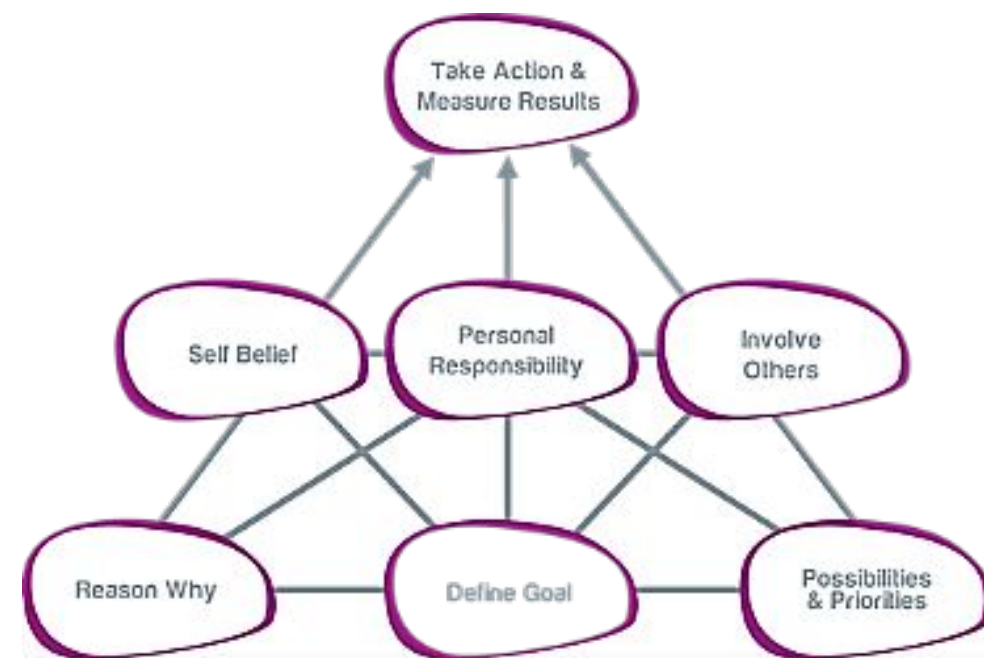 Take Action &
Measure Results
Self Belief
Personal
Responsibility
Involve
Others
Reason Why
Define Goal
Possibilities
& Priorities